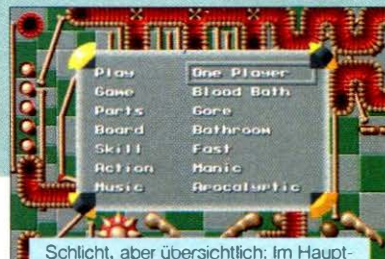 Play One Player
Game Blood Bath
Parts Gore
Board Bathroom
Skill Fast
Action Manic
Music Apocalyptic
Schlicht, aber übersichtlich: Im Haupt-